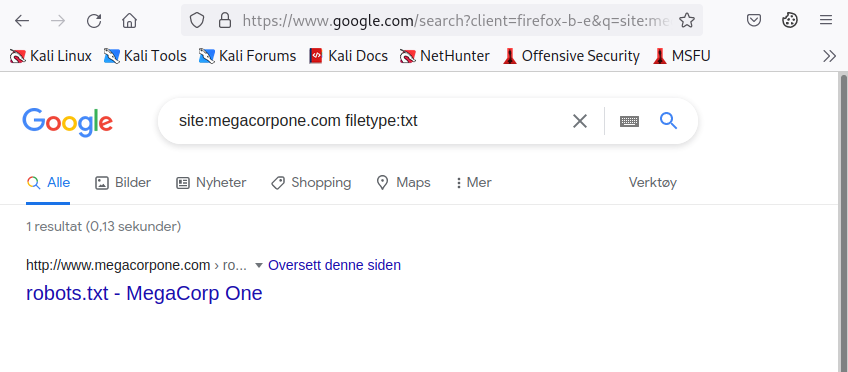 https://www.google.com/search?client=firefox-b-e&q=site:me
Kali Linux Kali Tools Kali Forums Kali Docs NetHunter Offensive Security MSFU
Google site:megacorpone.com filetype:txt
Alle Bilder Nyheter Shopping Maps Mer Verktøy
1 resultat (0,13 sekunder)
http://www.megacorpone.com › ro... Oversett denne siden
robots.txt - MegaCorp One